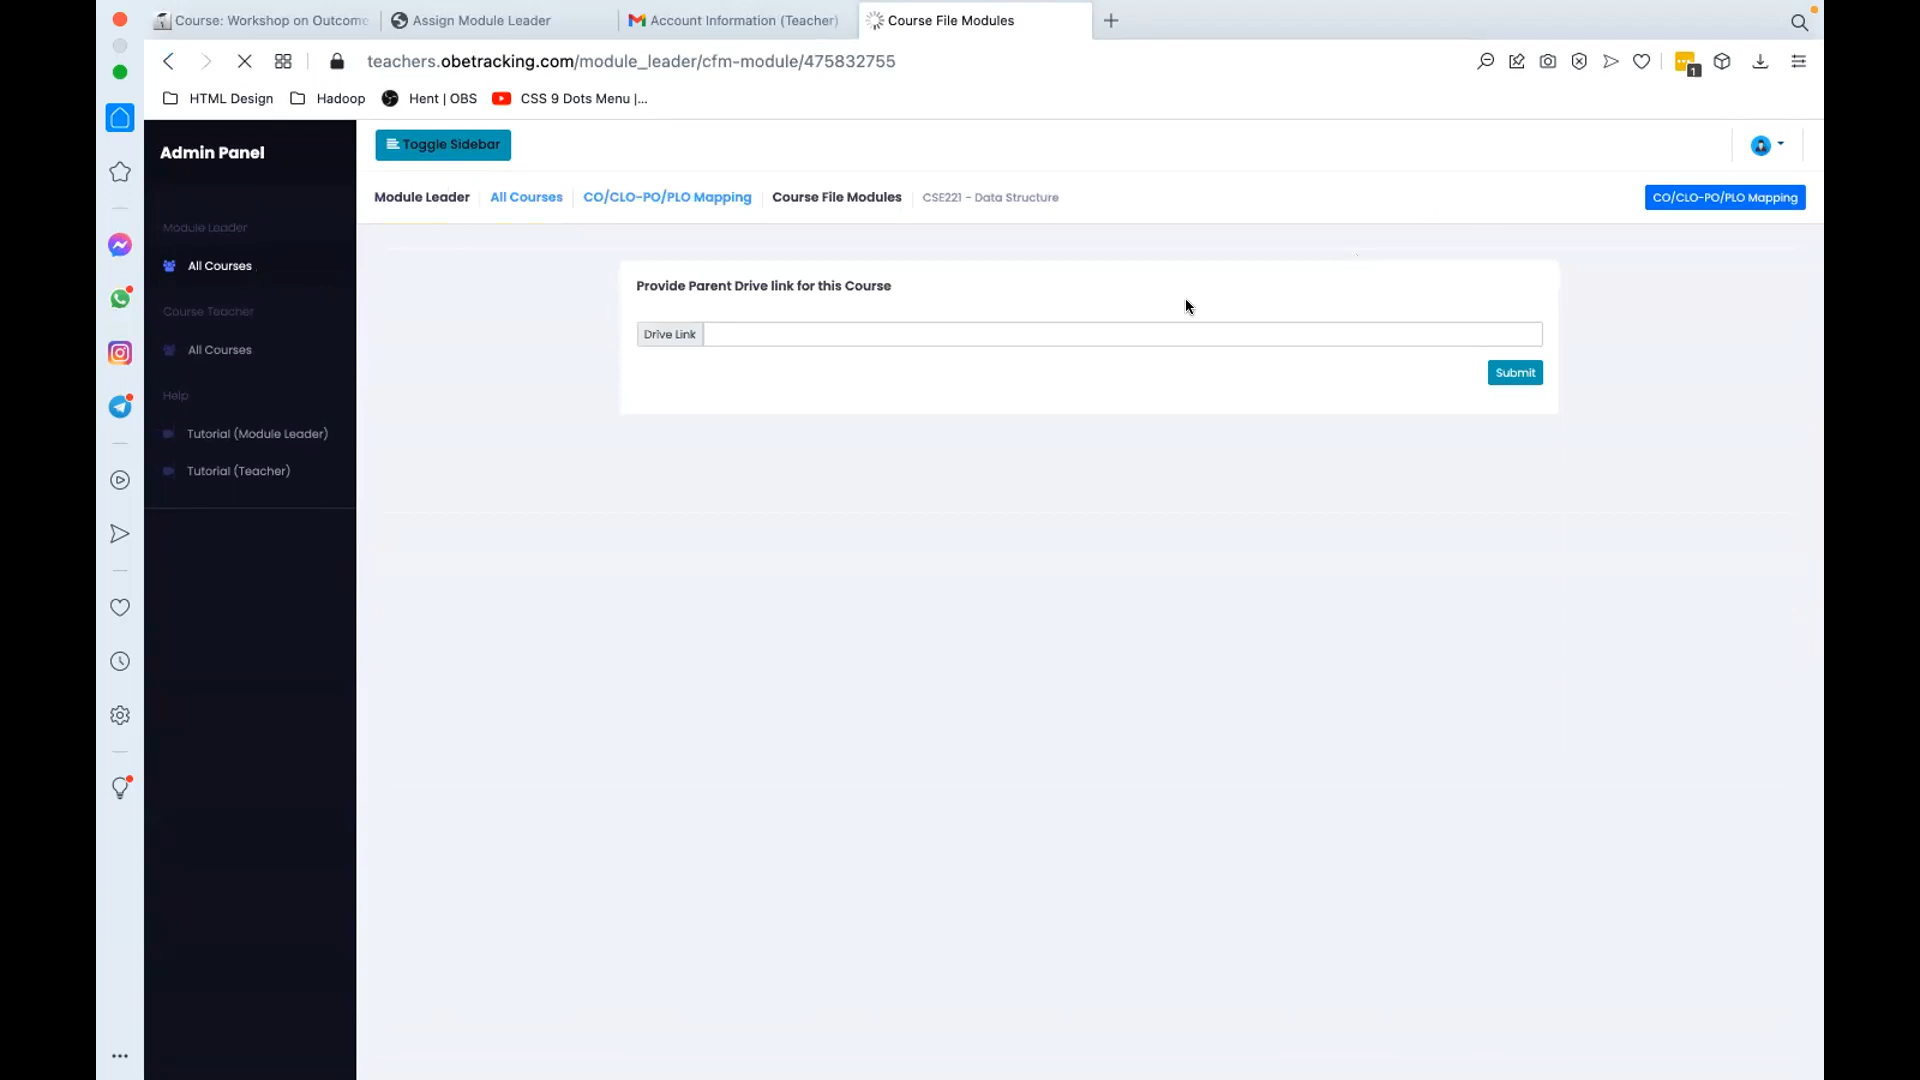 Course: Workshop on Outcome
Assign Module Leader
Account Information (Teacher)
Course File Modules
teachers.obetracking.com/module_leader/cfm-module/475832755
1
HTML Design
Hadoop
Hent | OBS
CSS 9 Dots Menu |...
Admin Panel
Toggle Sidebar
Module Leader
All Courses
CO/CLO-PO/PLO Mapping
Course File Modules
CSE221 - Data Structure
CO/CLO-PO/PLO Mapping
Module Leader
All Courses
Course Teacher
All Courses
Help
Tutorial (Module Leader)
Tutorial (Teacher)
Provide Parent Drive link for this Course
Drive Link
Submit